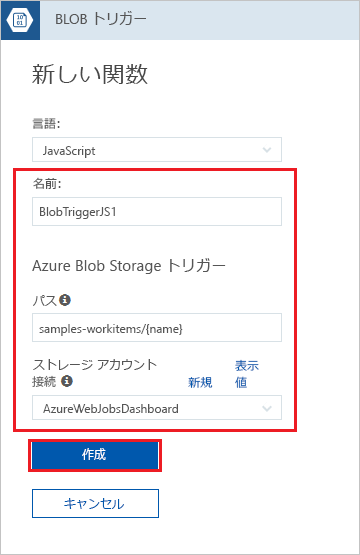 BLOB トリガー
新しい関数
言語:
JavaScript
名前:
BlobTriggerJS1
Azure Blob Storage トリガー
パス
samples-workitems/{name}
ストレージ アカウント 表示
接続 新規 値
AzureWebJobsDashboard
作成
キャンセル